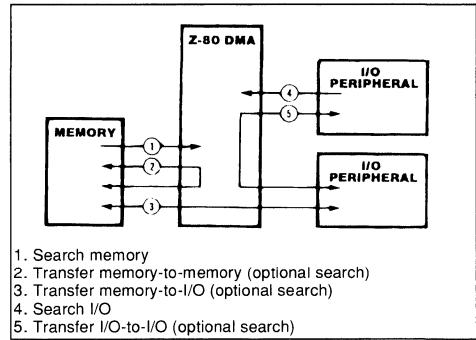 Z-80 DMA
I/O
PERIPHERAL
4
5
MEMORY
1
2
3
I/O
PERIPHERAL
1. Search memory
2. Transfer memory-to-memory (optional search)
3. Transfer memory-to-I/O (optional search)
4. Search I/O
5. Transfer I/O-to-I/O (optional search)